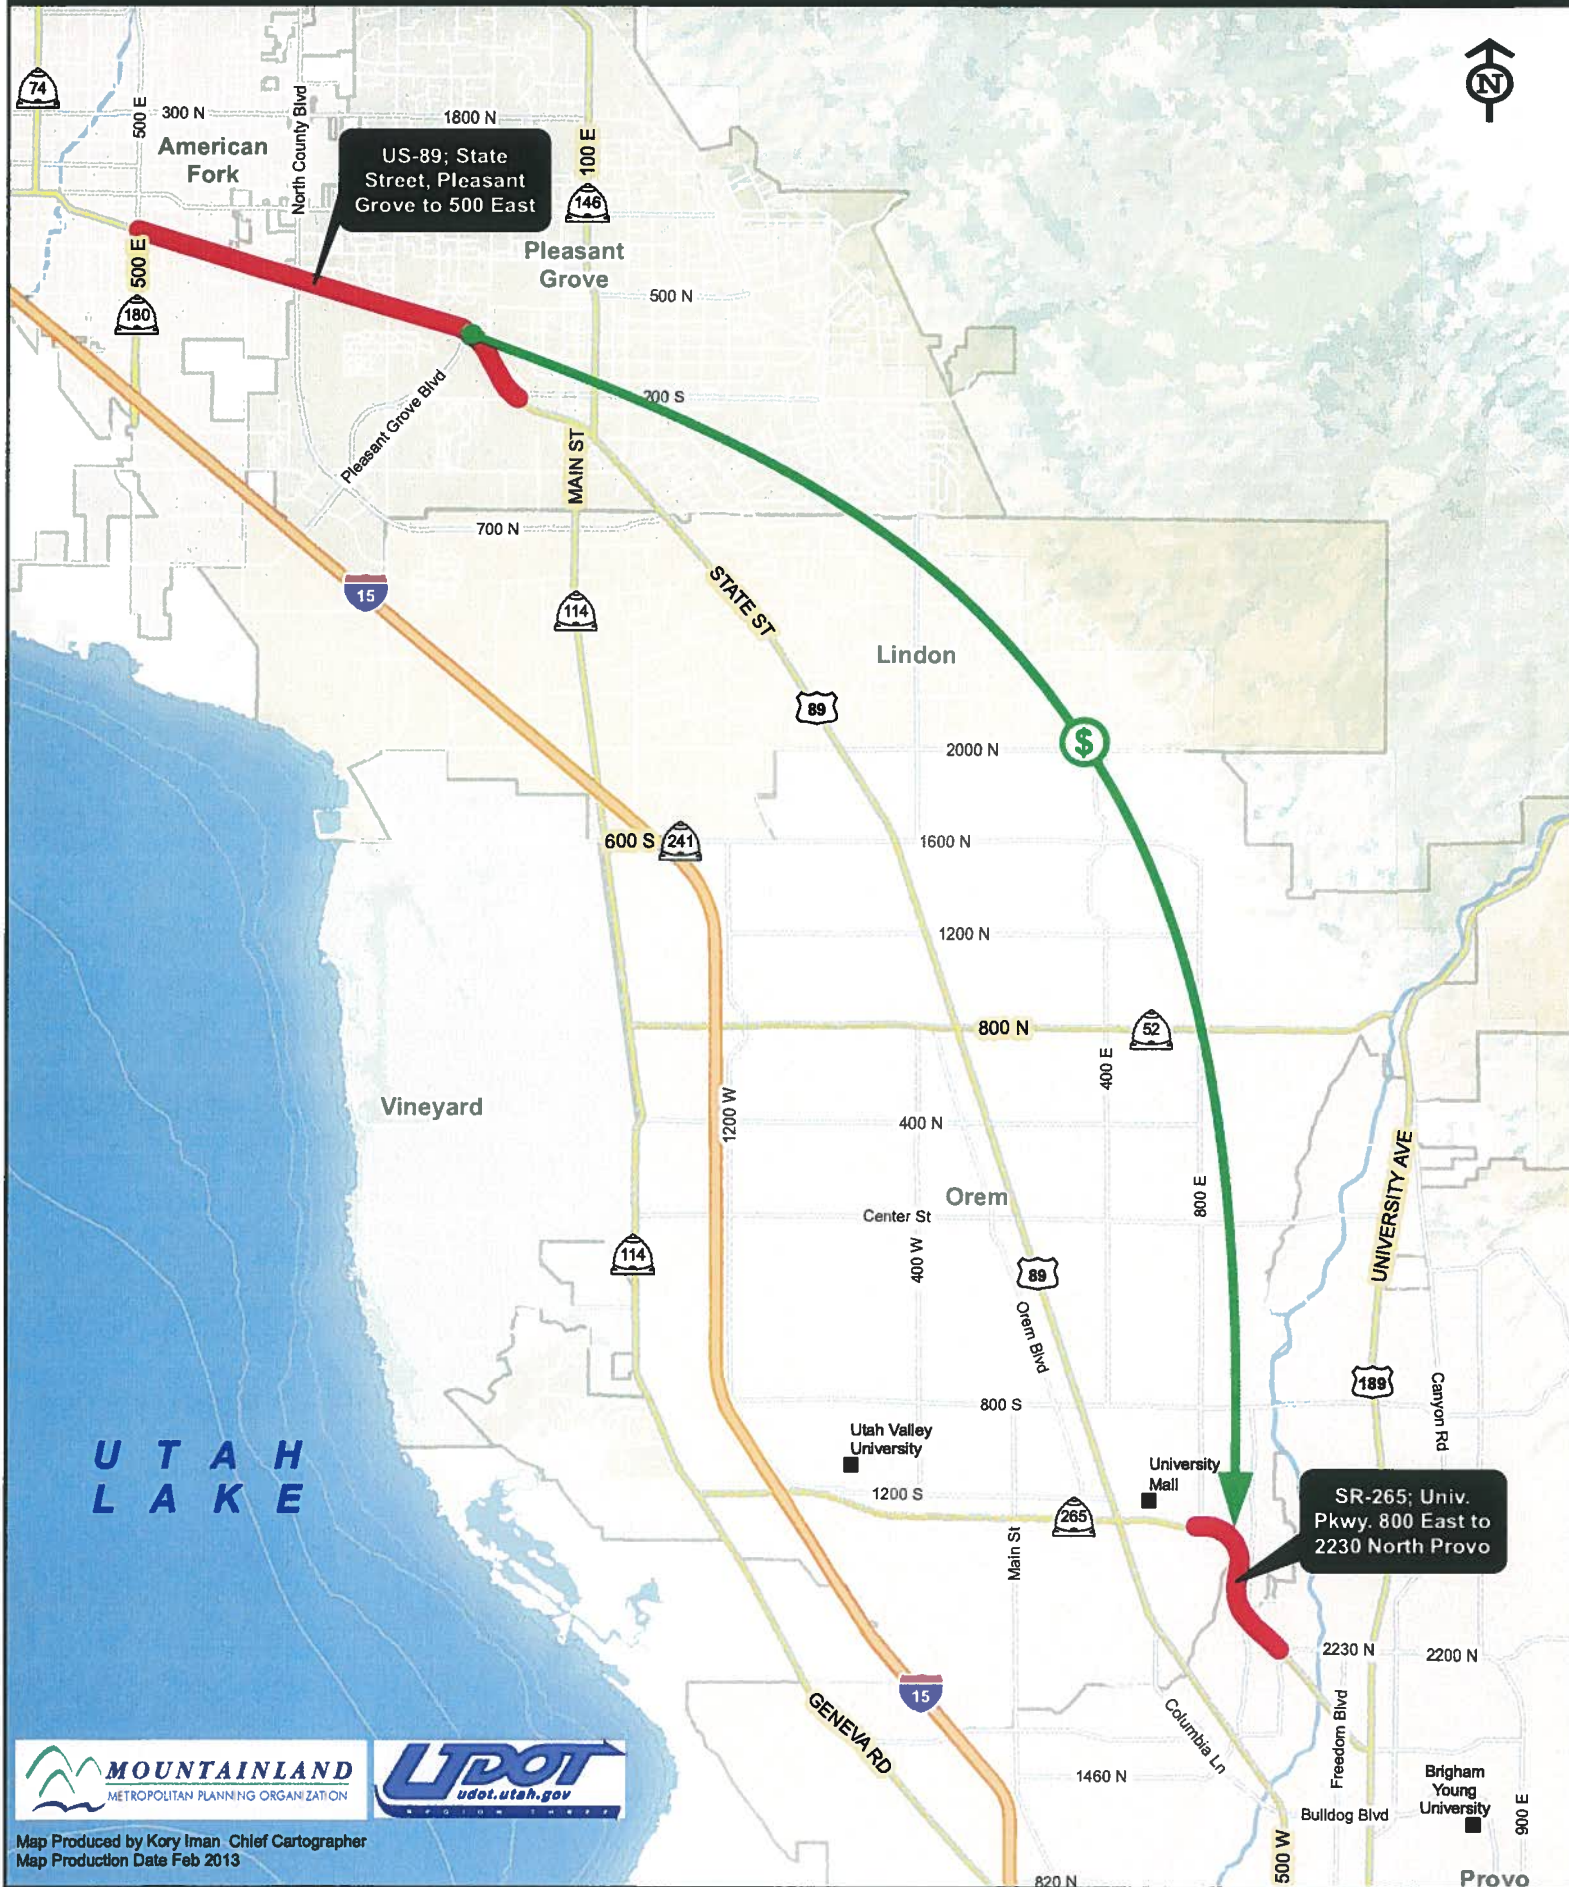 N
74
500 E
300 N
North County Blvd
1800 N
American
Fork
US-89; State
Street, Pleasant
Grove to 500 East
100 E
146
Pleasant
Grove
500 E
180
500 N
200 S
Pleasant Grove Blvd
MAIN ST
700 N
15
114
STATE ST
Lindon
89
2000 N
$
600 S
241
1600 N
1200 N
800 N
52
400 E
Vineyard
1200 W
400 N
UNIVERSITY AVE
800 E
Orem
Center St
400 W
114
89
Orem Blvd
189
Canyon Rd
800 S
Utah Valley
University
UTAH
LAKE
University
Mall
1200 S
265
Main St
SR-265; Univ.
Pkwy. 800 East to
2230 North Provo
2230 N
2200 N
15
GENEVA RD
Columbia Ln
Freedom Blvd
1460 N
Brigham
Young
University
Bulldog Blvd
900 E
500 W
820 N
Provo
MOUNTAINLAND
METROPOLITAN PLANNING ORGANIZATION
UDOT
udot.utah.gov
REGION THREE
Map Produced by Kory Iman Chief Cartographer
Map Production Date Feb 2013